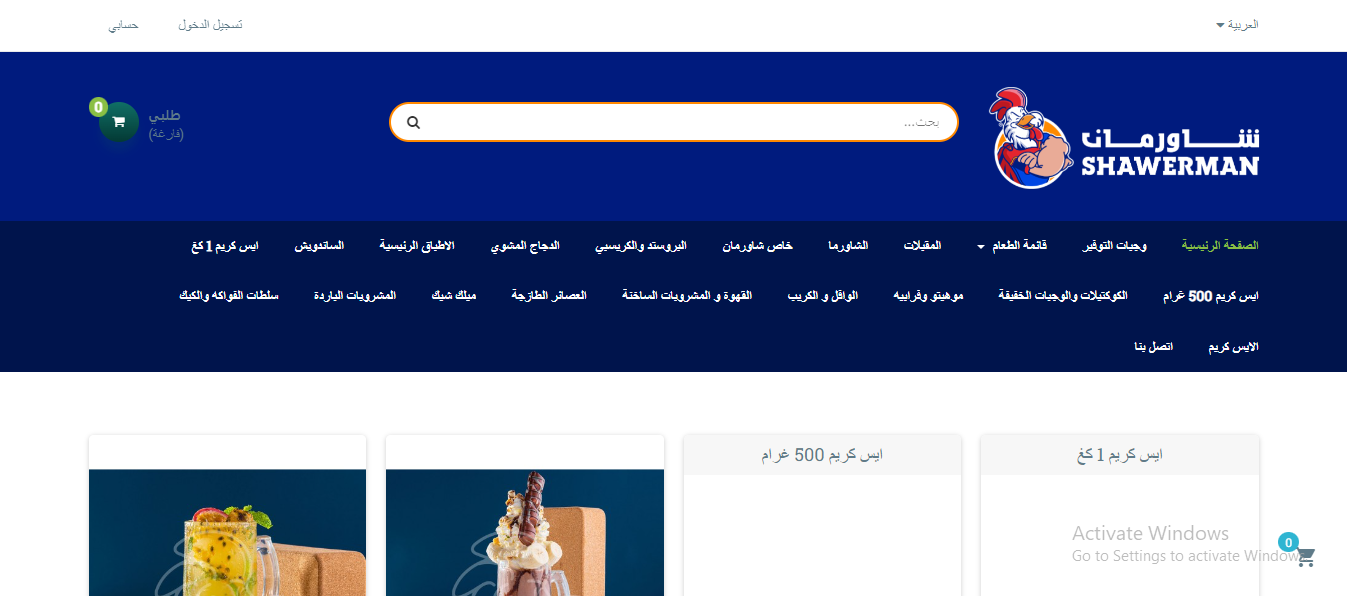 العربية
تسجيل الدخول
حسابي
شاورمان
SHAWERMAN
بحث...
0
طلبي
(فارغة)
الصفحة الرئيسية
وجبات التوفير
قائمة الطعام
المقبلات
الشاورما
خاص شاورمان
البروستد والكريسبي
الدجاج المشوي
الاطباق الرئيسية
الساندويش
ايس كريم 1 كغ
ايس كريم 500 غرام
الكوكتيلات والوجبات الخفيفة
موهيتو وفرابيه
الوافل و الكريب
القهوة و المشروبات الساخنة
العصائر الطازجة
ميلك شيك
المشروبات الباردة
سلطات الفواكه والكيك
الايس كريم
اتصل بنا
ايس كريم 1 كغ
ايس كريم 500 غرام
Activate Windows
Go to Settings to activate Windows
0